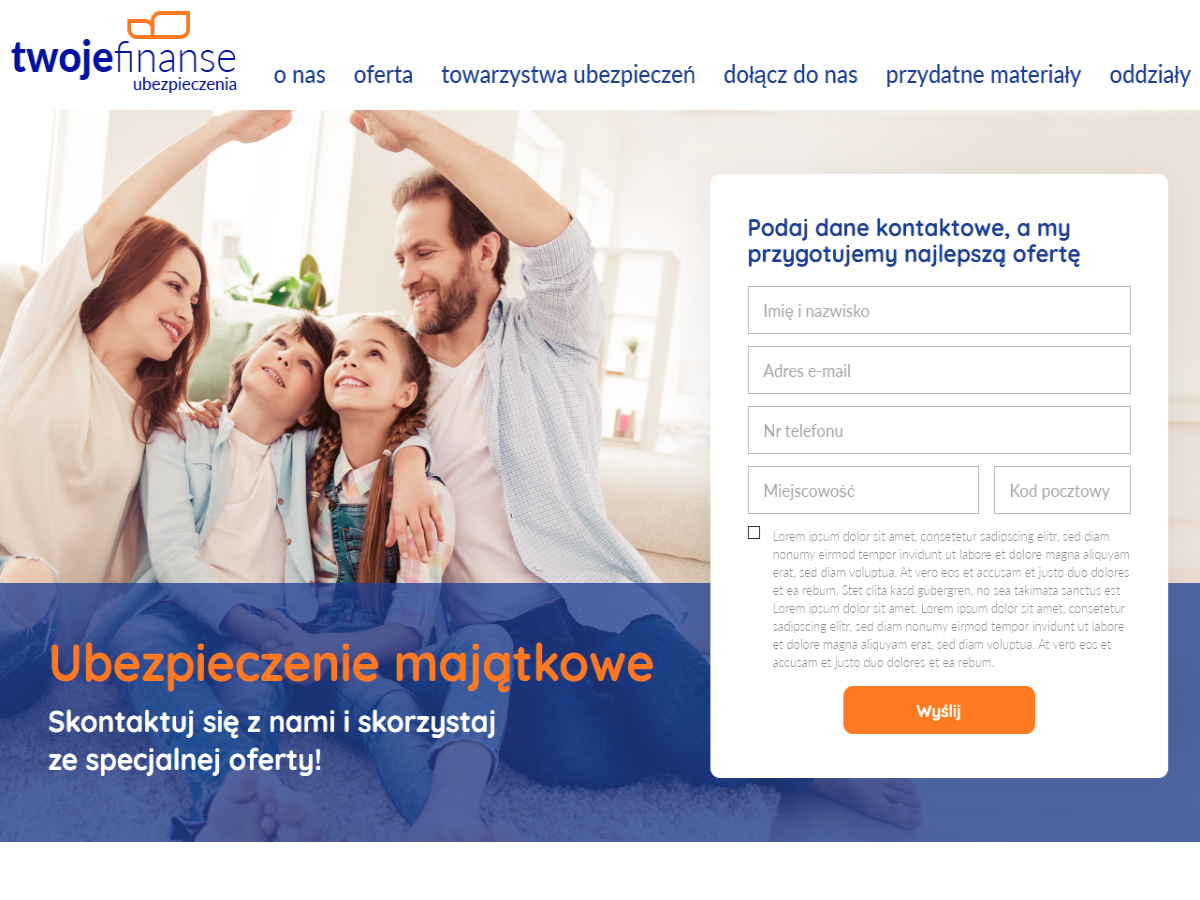 twojefinanse
ubezpieczenia
o nas oferta towarzystwa ubezpieczeń dołącz do nas przydatne materiały oddziały
Podaj dane kontaktowe, a my
przygotujemy najlepszą ofertę
Imię i nazwisko
Adres e-mail
Nr telefonu
Miejscowość Kod pocztowy
Lorem ipsum dolor sit amet, consetetur sadipscing elitr, sed diam
nonumy eirmod tempor invidunt ut labore et dolore magna aliquyam
erat, sed diam voluptua. At vero eos et accusam et justo duo dolores
et ea rebum. Stet clita kasd gubergren, no sea takimata sanctus est
Lorem ipsum dolor sit amet. Lorem ipsum dolor sit amet, consetetur
sadipscing elitr, sed diam nonumy eirmod tempor invidunt ut labore
et dolore magna aliquyam erat, sed diam voluptua. At vero eos et
accusam et justo duo dolores et ea rebum.
Wyślij
Ubezpieczenie majątkowe
Skontaktuj się z nami i skorzystaj
ze specjalnej oferty!